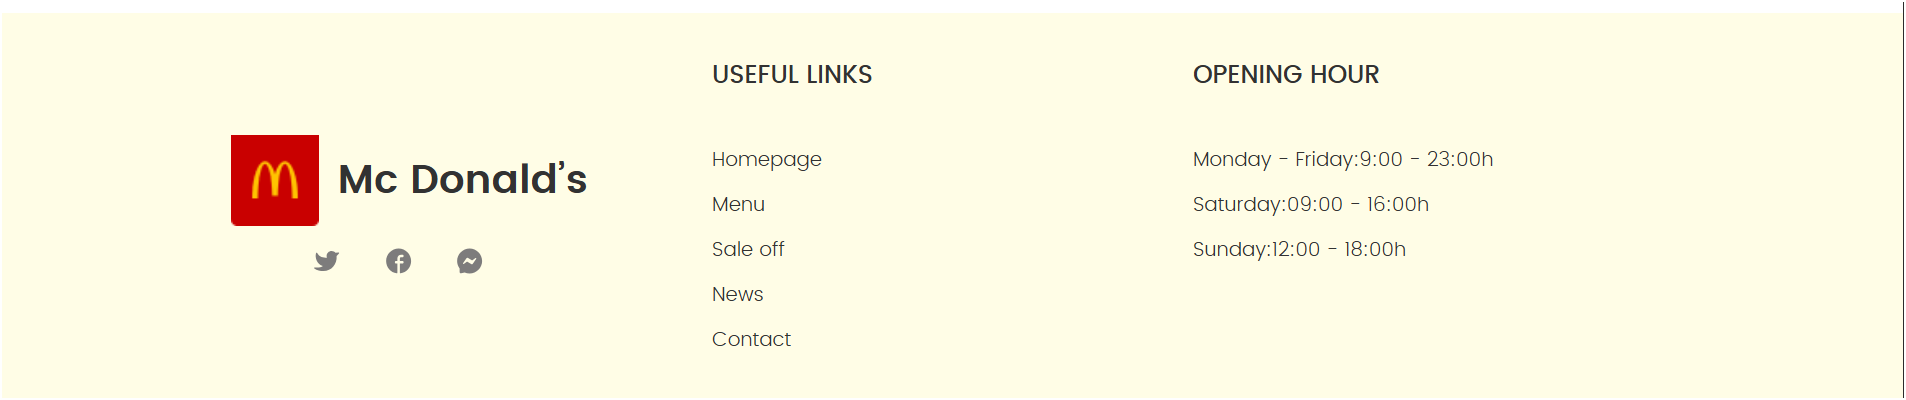 Mc Donald’s
USEFUL LINKS
Homepage
Menu
Sale off
News
Contact
OPENING HOUR
Monday - Friday:9:00 - 23:00h
Saturday:09:00 - 16:00h
Sunday:12:00 - 18:00h